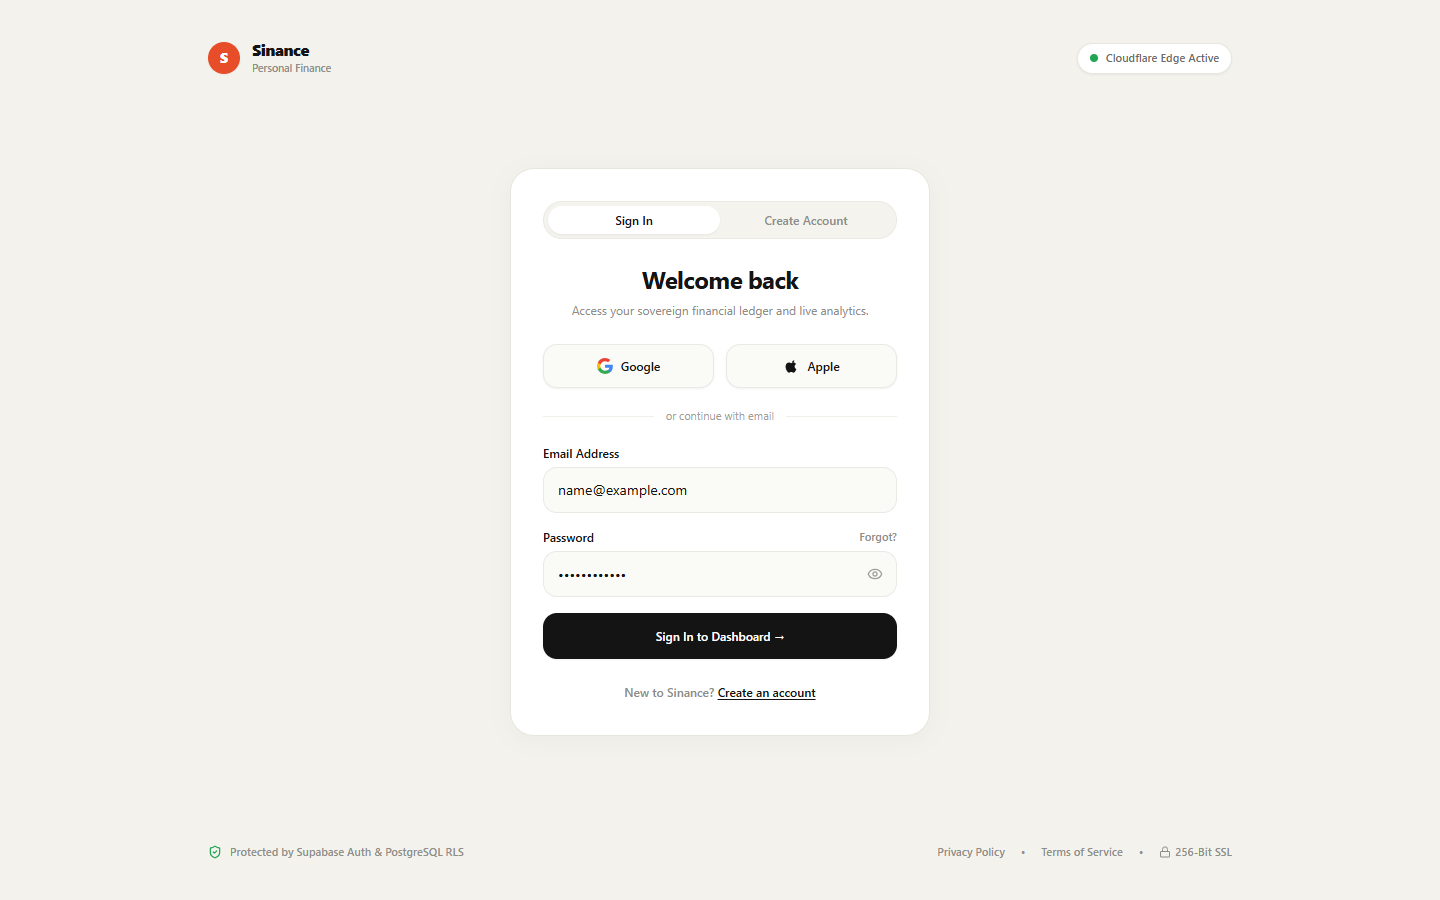 S
Sinance
Personal Finance
Cloudflare Edge Active
Sign In
Create Account
Welcome back
Access your sovereign financial ledger and live analytics.
Google
Apple
or continue with email
Email Address
name@example.com
Password
Forgot?
••••••••••••
Sign In to Dashboard →
New to Sinance? Create an account
Protected by Supabase Auth & PostgreSQL RLS
Privacy Policy • Terms of Service • 256-Bit SSL